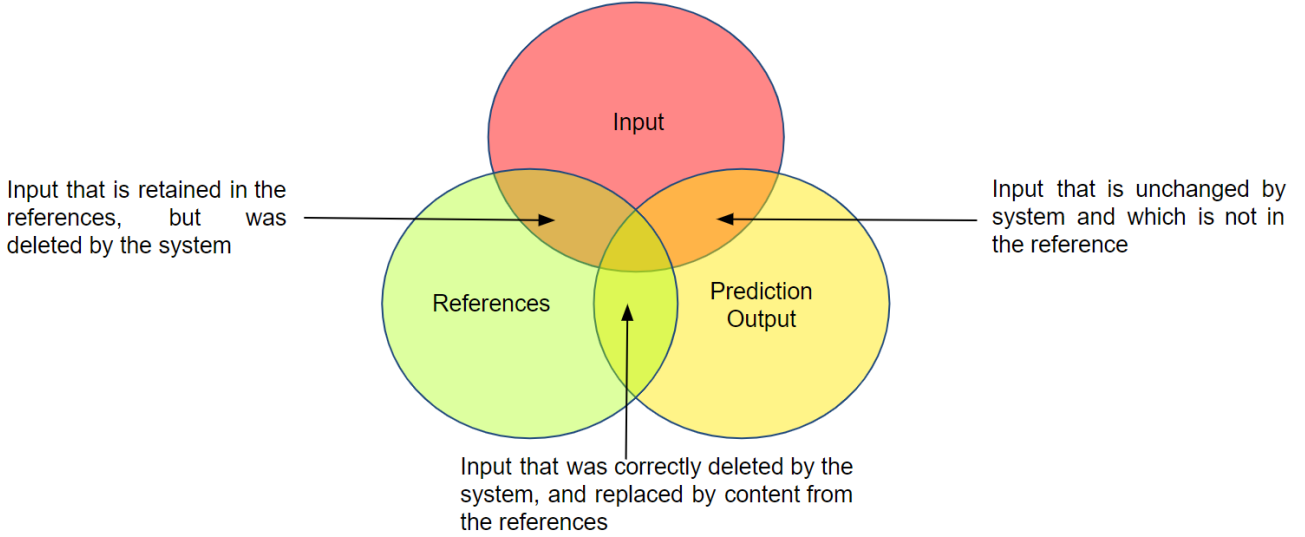 Input
Input that is retained in the
references, but was
deleted by the system
Input that is unchanged by
system and which is not in
the reference
References
Prediction
Output
Input that was correctly deleted by the
system, and replaced by content from
the references